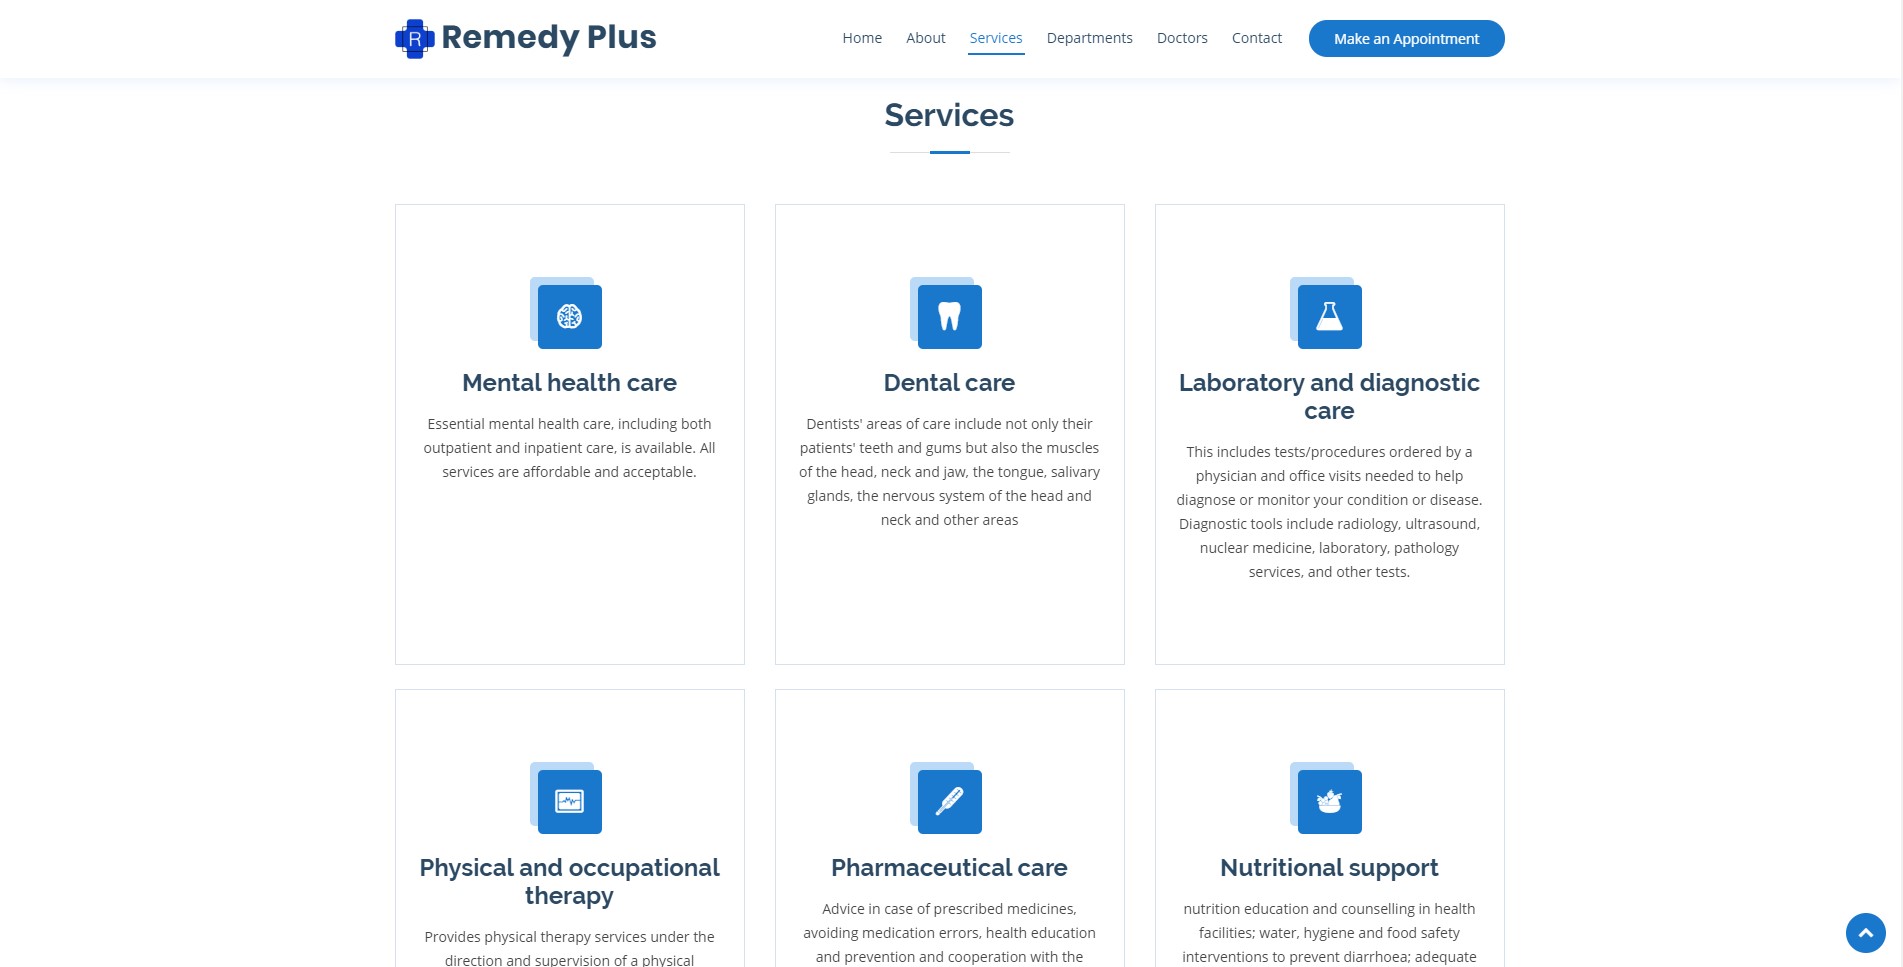 R Remedy Plus
Home About Services Departments Doctors Contact Make an Appointment
Services
Mental health care
Essential mental health care, including both
outpatient and inpatient care, is available. All
services are affordable and acceptable.
Dental care
Dentists' areas of care include not only their
patients' teeth and gums but also the muscles
of the head, neck and jaw, the tongue, salivary
glands, the nervous system of the head and
neck and other areas
Laboratory and diagnostic
care
This includes tests/procedures ordered by a
physician and office visits needed to help
diagnose or monitor your condition or disease.
Diagnostic tools include radiology, ultrasound,
nuclear medicine, laboratory, pathology
services, and other tests.
Physical and occupational
therapy
Provides physical therapy services under the
direction and supervision of a physical
Pharmaceutical care
Advice in case of prescribed medicines,
avoiding medication errors, health education
and prevention and cooperation with the
Nutritional support
nutrition education and counselling in health
facilities; water, hygiene and food safety
interventions to prevent diarrhoea; adequate